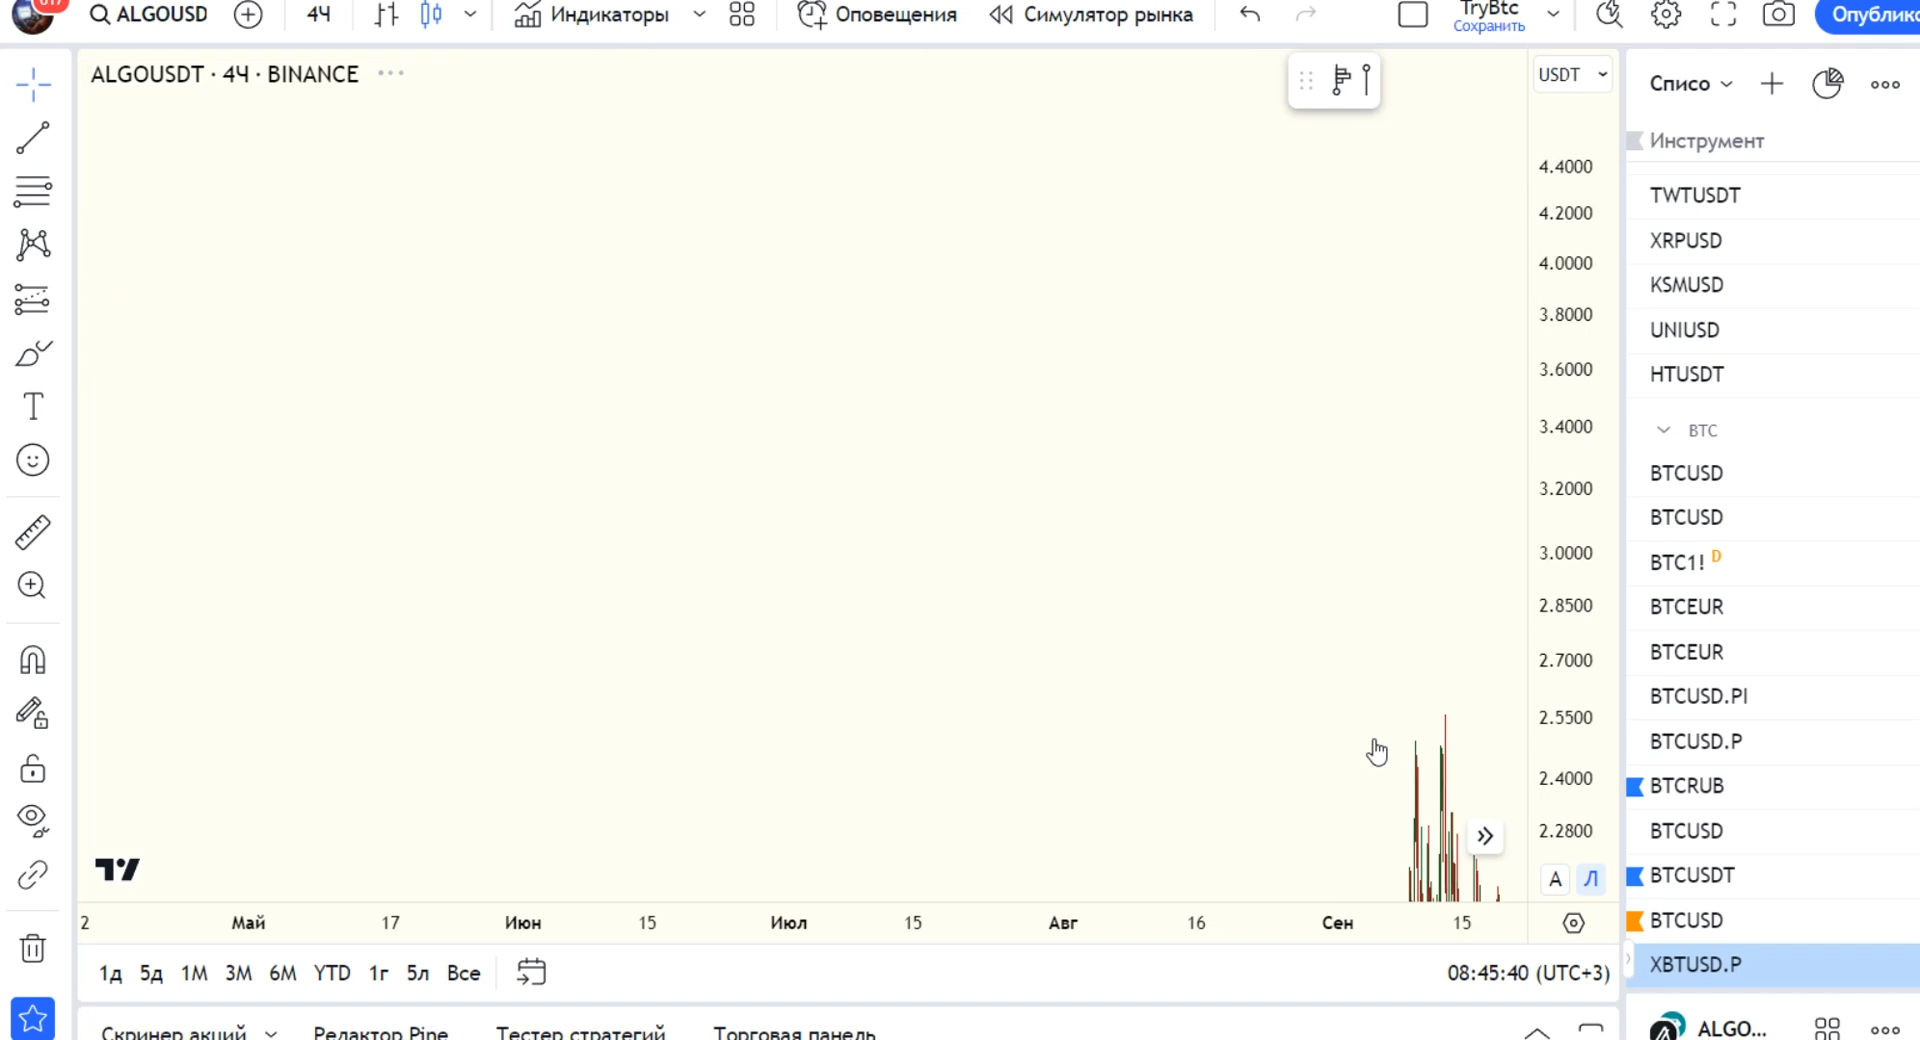 617
ALGOUSD
4Ч
Индикаторы
Оповещения
Симулятор рынка
TryBtc
Сохранить
Опублико
ALGOUSDT · 4Ч · BINANCE
USDT
4.4000
4.2000
4.0000
3.8000
3.6000
3.4000
3.2000
3.0000
2.8500
2.7000
2.5500
2.4000
2.2800
А
Л
2
Май
17
Июн
15
Июл
15
Авг
16
Сен
15
1д 5д 1М 3М 6М YTD 1г 5л Все
08:45:40 (UTC+3)
Скринер акций
Редактор Pine
Тестер стратегий
Торговая панель
Списо
Инструмент
TWTUSDT
XRPUSD
KSMUSD
UNIUSD
HTUSDT
BTC
BTCUSD
BTCUSD
BTC1! D
BTCEUR
BTCEUR
BTCUSD.PI
BTCUSD.P
BTCRUB
BTCUSD
BTCUSDT
BTCUSD
XBTUSD.P
ALGO...